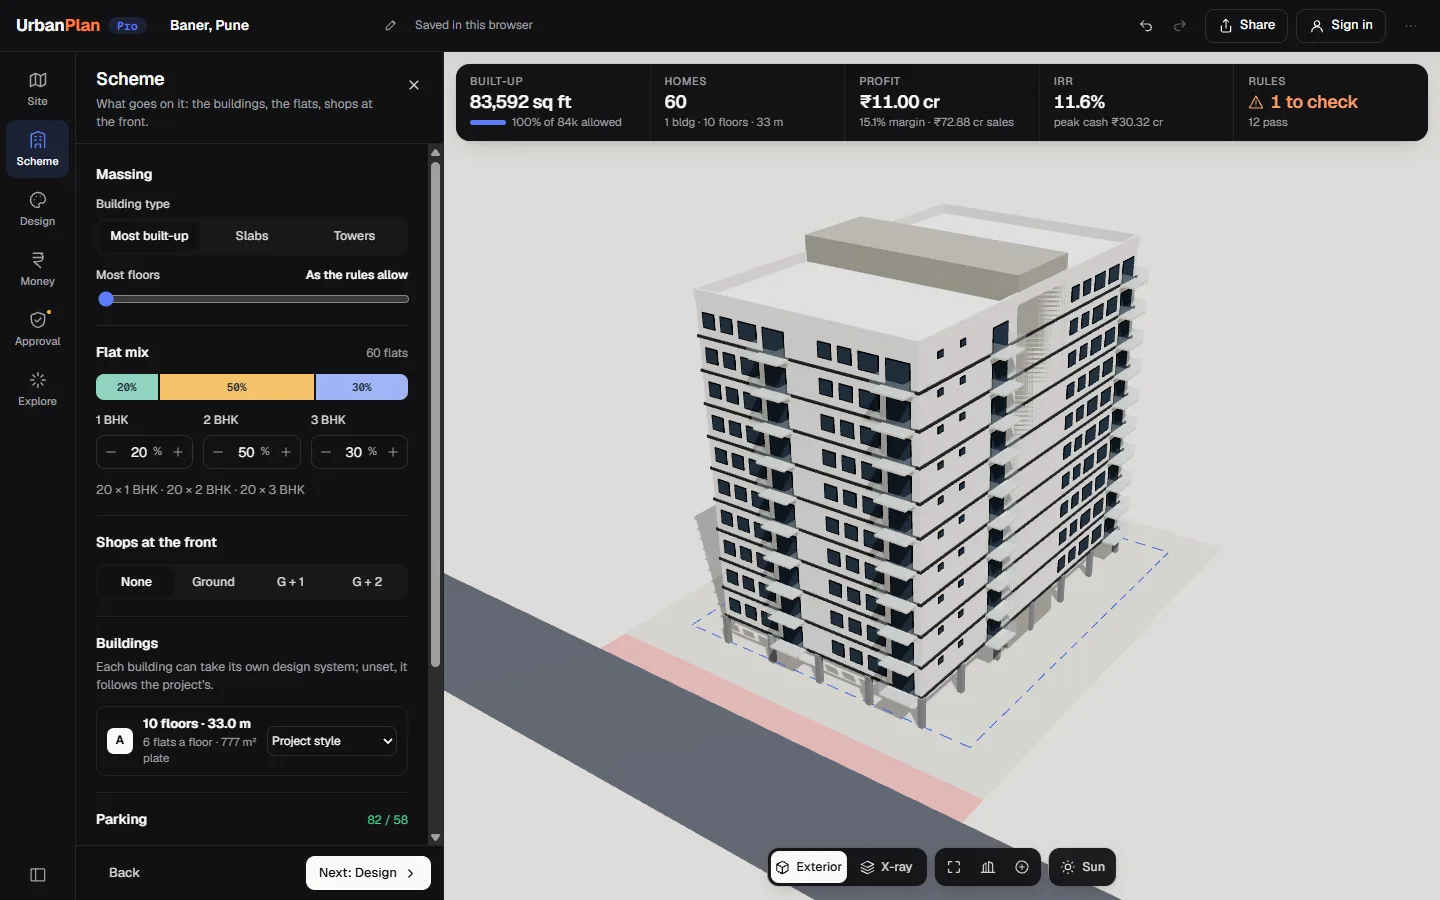 UrbanPlan Pro Baner, Pune Saved in this browser Share Sign in ...
Site
Scheme
Design
Money
Approval
Explore
Scheme
What goes on it: the buildings, the flats, shops at
the front.
Massing
Building type
Most built-up Slabs Towers
Most floors As the rules allow
Flat mix 60 flats
20% 50% 30%
1 BHK 2 BHK 3 BHK
− 20 % + − 50 % + − 30 % +
20 × 1 BHK · 20 × 2 BHK · 20 × 3 BHK
Shops at the front
None Ground G + 1 G + 2
Buildings
Each building can take its own design system; unset, it
follows the project's.
A
10 floors · 33.0 m
6 flats a floor · 777 m²
plate
Project style
Parking 82 / 58
Back Next: Design
BUILT-UP
83,592 sq ft
100% of 84k allowed
HOMES
60
1 bldg · 10 floors · 33 m
PROFIT
₹11.00 cr
15.1% margin · ₹72.88 cr sales
IRR
11.6%
peak cash ₹30.32 cr
RULES
1 to check
12 pass
Exterior X-ray Sun